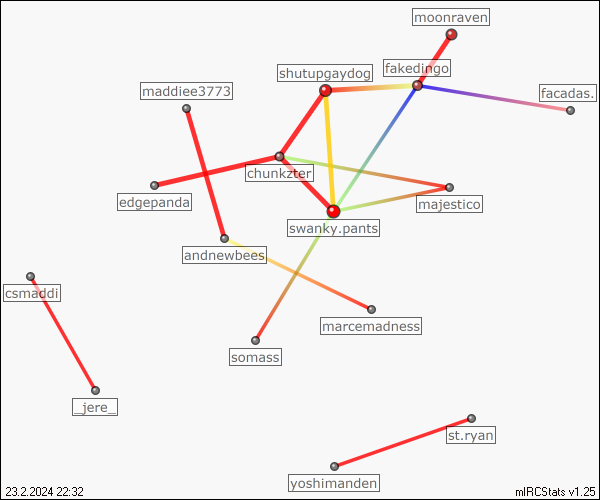 moonraven
fakedingo
shutupgaydog
maddiee3773
facadas.
chunkzter
edgepanda
majestico
swanky.pants
andnewbees
csmaddi
marcemadness
somass
_jere_
st.ryan
yoshimanden
23.2.2024 22:32
mIRCStats v1.25